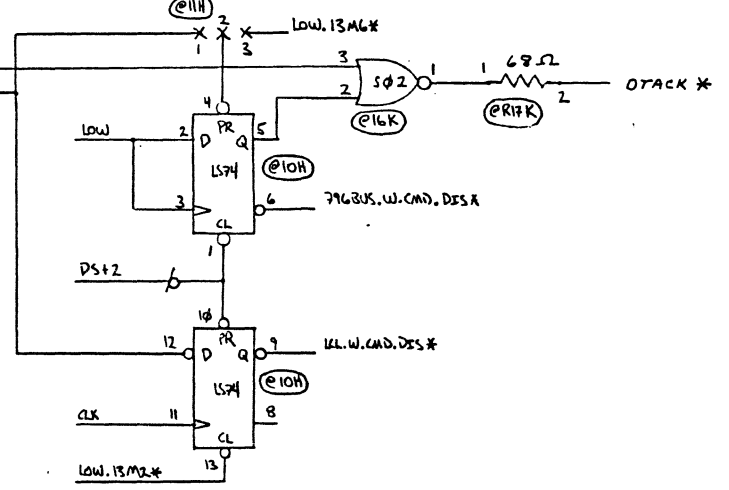 @11H
2
LOW.13M6*
1 3
3 1 1 68Ω
S02 DTACK *
2 2
@16K @R17K
4
PR
LOW 2 D Q 5
LS74 @10H
3 6 796BUS.W.CMD.DIS*
CL
1
DS+2
10
PR
12 D Q 9 LCL.W.CMD.DIS*
LS74 @10H
CLK 11 8
CL
LOW.13M2* 13